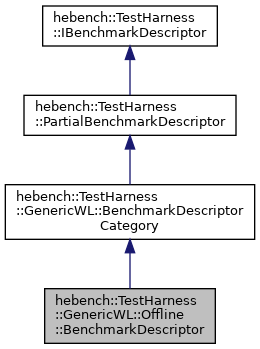 hebench::TestHarness
::IBenchmarkDescriptor
hebench::TestHarness
::PartialBenchmarkDescriptor
hebench::TestHarness
::GenericWL::BenchmarkDescriptor
Category
hebench::TestHarness
::GenericWL::Offline
::BenchmarkDescriptor